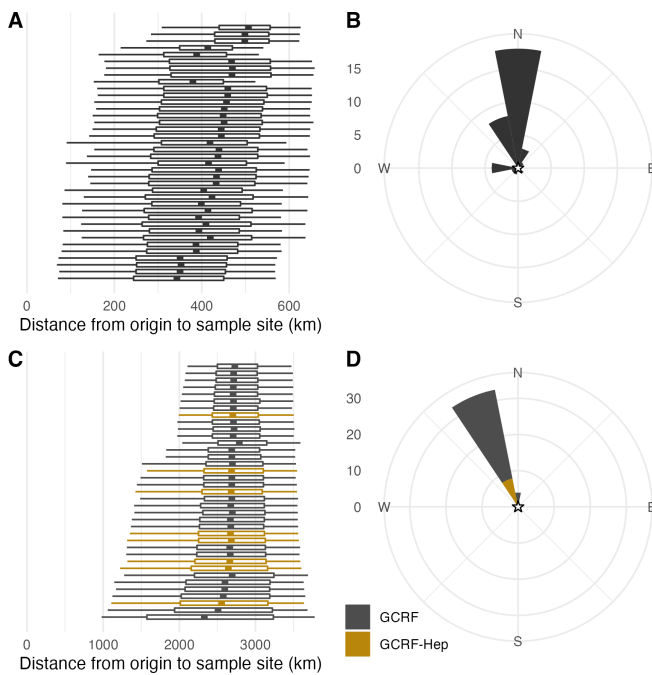 A
0 200 400 600
Distance from origin to sample site (km)
B
N
15
10
5
0
W
E
S
C
0 1000 2000 3000
Distance from origin to sample site (km)
D
N
30
20
10
0
W
E
S
GCRF
GCRF-Hep